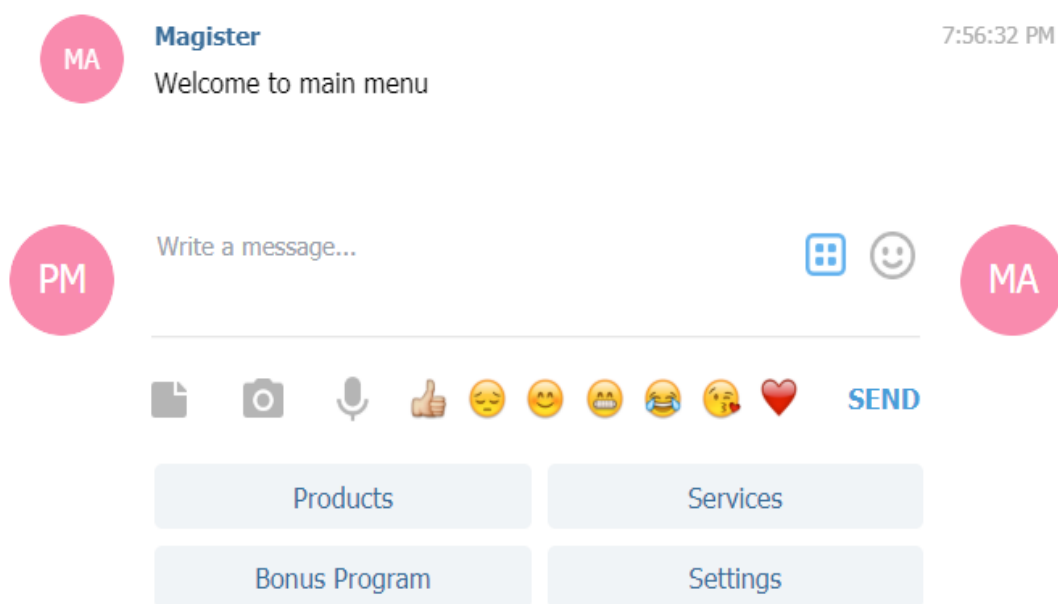 MA
Magister
7:56:32 PM
Welcome to main menu
PM
Write a message...
MA
SEND
Products
Services
Bonus Program
Settings